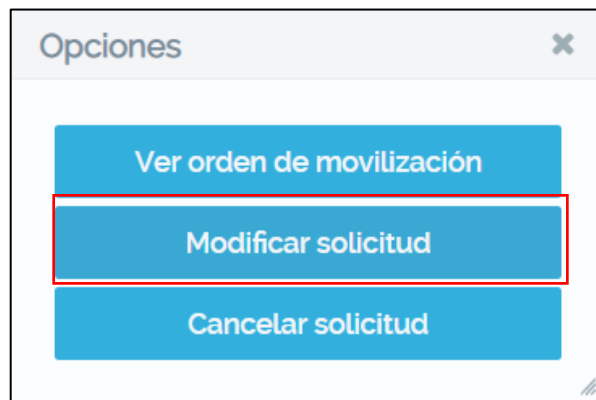 Opciones
Ver orden de movilización
Modificar solicitud
Cancelar solicitud